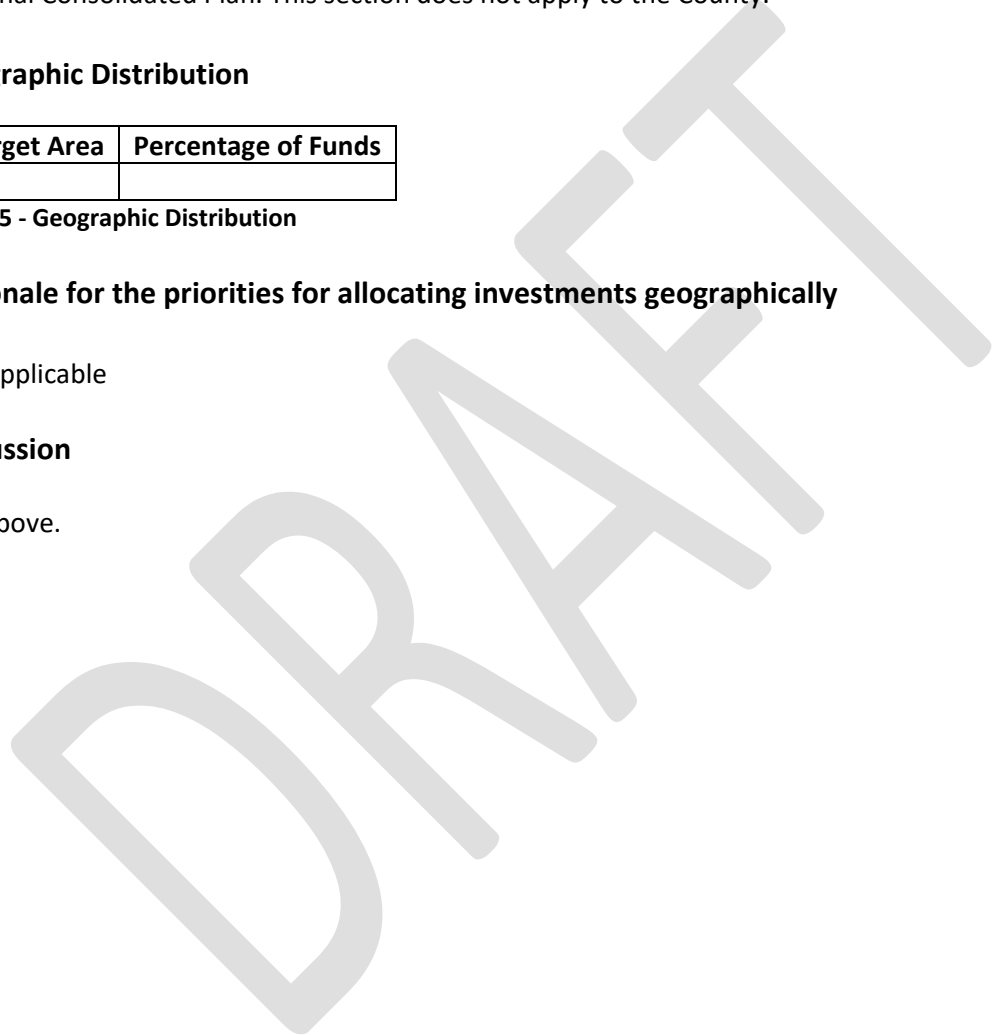 nal Consolidated Plan. This section does not apply to the County.
raphic Distribution
rget Area Percentage of Funds
5 - Geographic Distribution
onale for the priorities for allocating investments geographically
pplicable
ussion
bove.
DRAFT